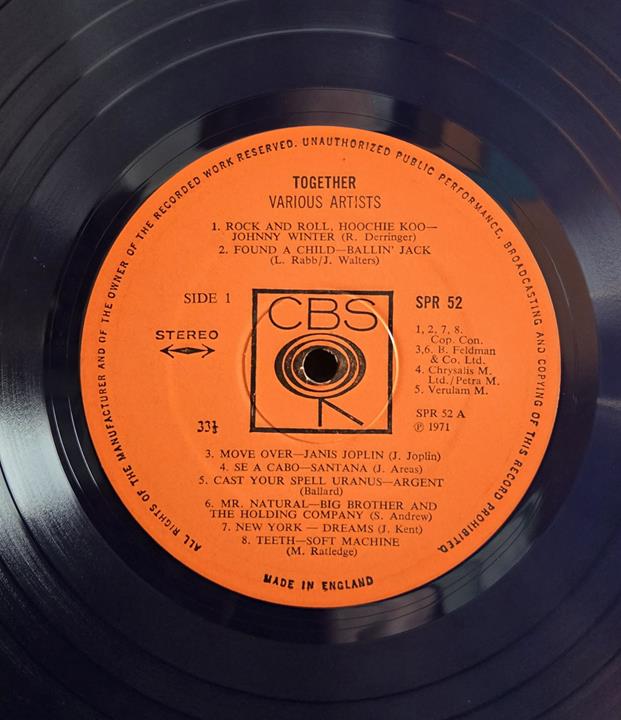 ALL RIGHTS OF THE MANUFACTURER AND OF THE OWNER OF THE RECORDED WORK RESERVED. UNAUTHORIZED PUBLIC PERFORMANCE, BROADCASTING AND COPYING OF THIS RECORD PROHIBITED.
TOGETHER
VARIOUS ARTISTS
1. ROCK AND ROLL, HOOCHIE KOO—
JOHNNY WINTER (R. Derringer)
2. FOUND A CHILD—BALLIN' JACK
(L. Rabb/J. Walters)
SIDE 1
STEREO
33⅓
CBS
SPR 52
1, 2, 7, 8.
Cop. Con.
3,6. B. Feldman
& Co. Ltd.
4. Chrysalis M.
Ltd./Petra M.
5. Verulam M.
SPR 52 A
℗ 1971
3. MOVE OVER—JANIS JOPLIN (J. Joplin)
4. SE A CABO—SANTANA (J. Areas)
5. CAST YOUR SPELL URANUS—ARGENT
(Ballard)
6. MR. NATURAL—BIG BROTHER AND
THE HOLDING COMPANY (S. Andrew)
7. NEW YORK — DREAMS (J. Kent)
8. TEETH—SOFT MACHINE
(M. Ratledge)
MADE IN ENGLAND